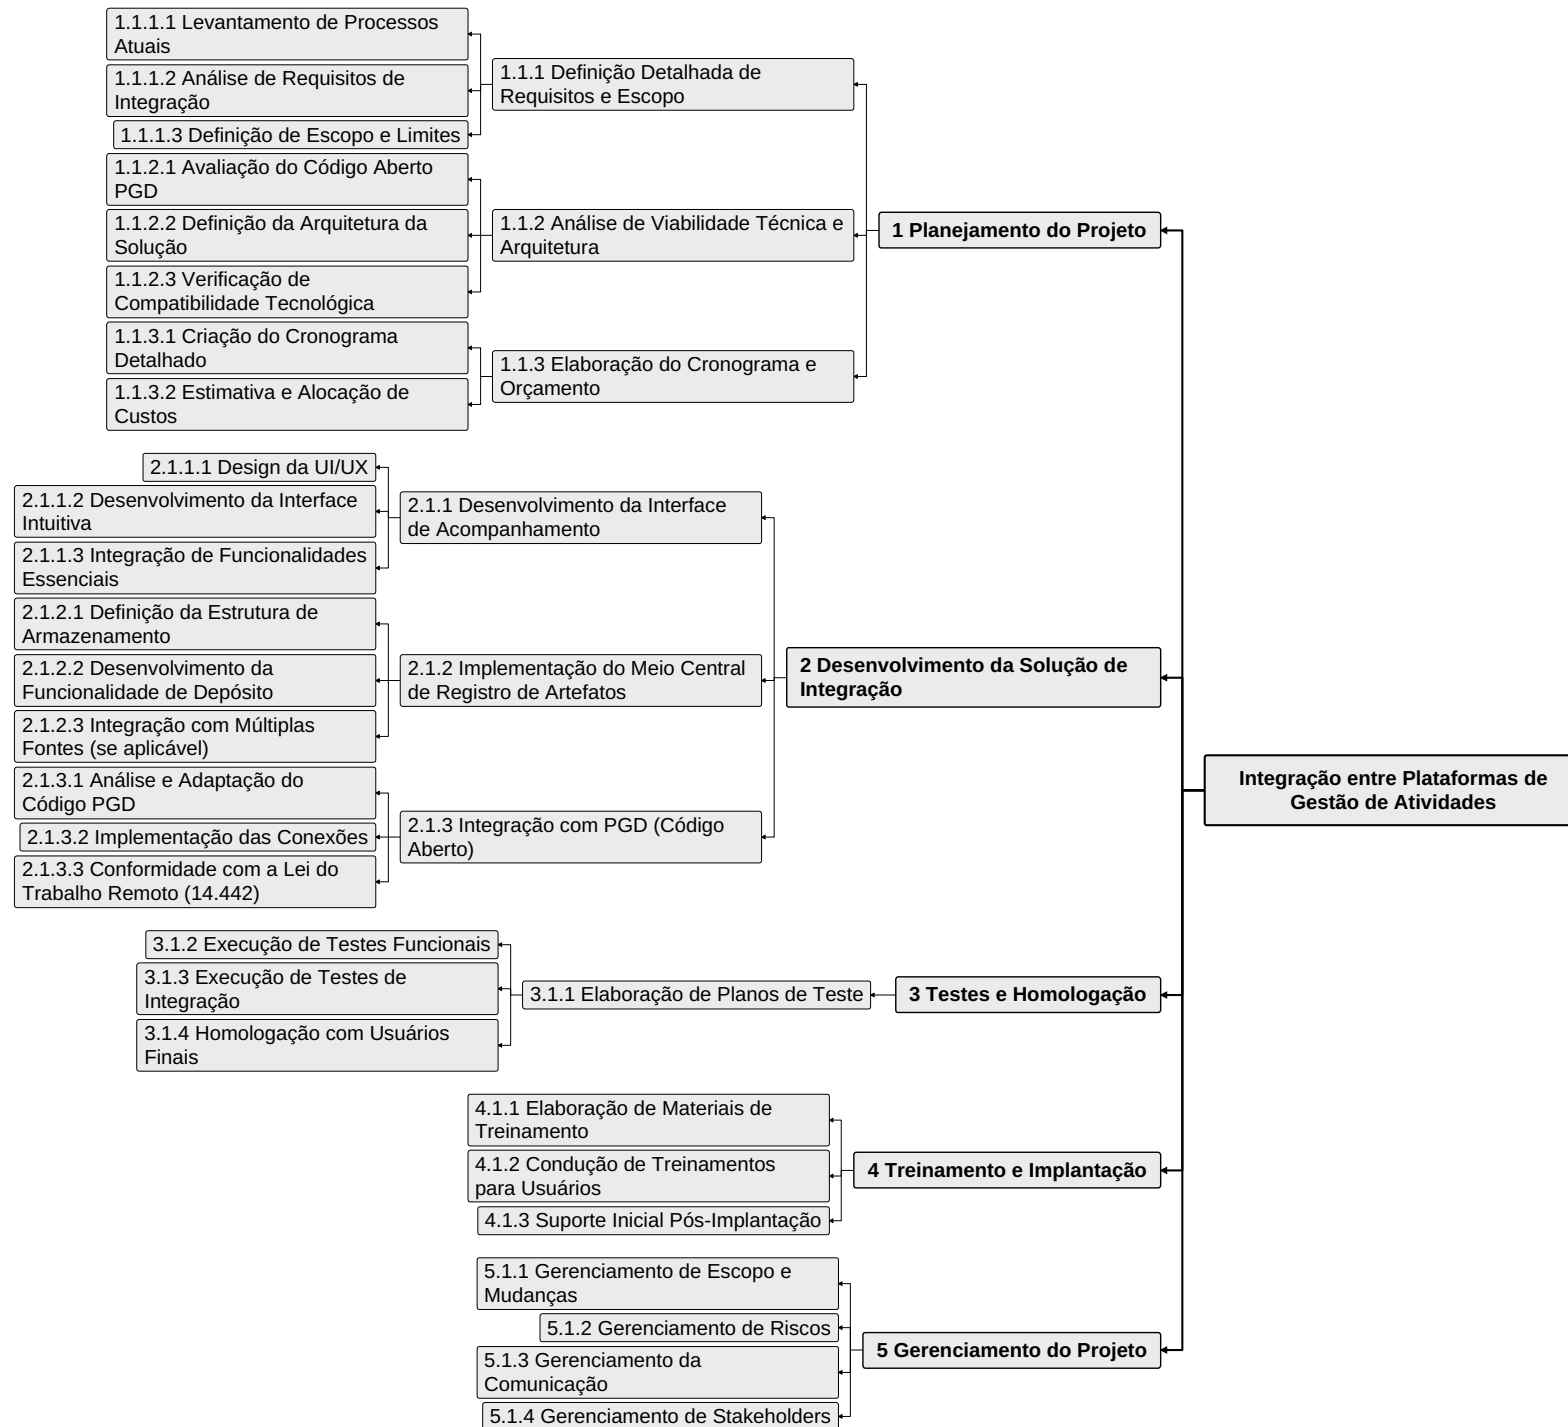 1.1.1.1 Levantamento de Processos
Atuais
1.1.1.2 Análise de Requisitos de
Integração
1.1.1.3 Definição de Escopo e Limites
1.1.1 Definição Detalhada de
Requisitos e Escopo
1.1.2.1 Avaliação do Código Aberto
PGD
1.1.2.2 Definição da Arquitetura da
Solução
1.1.2.3 Verificação de
Compatibilidade Tecnológica
1.1.2 Análise de Viabilidade Técnica e
Arquitetura
1 Planejamento do Projeto
1.1.3.1 Criação do Cronograma
Detalhado
1.1.3.2 Estimativa e Alocação de
Custos
1.1.3 Elaboração do Cronograma e
Orçamento
2.1.1.1 Design da UI/UX
2.1.1.2 Desenvolvimento da Interface
Intuitiva
2.1.1.3 Integração de Funcionalidades
Essenciais
2.1.1 Desenvolvimento da Interface
de Acompanhamento
2.1.2.1 Definição da Estrutura de
Armazenamento
2.1.2.2 Desenvolvimento da
Funcionalidade de Depósito
2.1.2.3 Integração com Múltiplas
Fontes (se aplicável)
2.1.2 Implementação do Meio Central
de Registro de Artefatos
2 Desenvolvimento da Solução de
Integração
2.1.3.1 Análise e Adaptação do
Código PGD
2.1.3.2 Implementação das Conexões
2.1.3.3 Conformidade com a Lei do
Trabalho Remoto (14.442)
2.1.3 Integração com PGD (Código
Aberto)
Integração entre Plataformas de
Gestão de Atividades
3.1.2 Execução de Testes Funcionais
3.1.3 Execução de Testes de
Integração
3.1.4 Homologação com Usuários
Finais
3.1.1 Elaboração de Planos de Teste
3 Testes e Homologação
4.1.1 Elaboração de Materiais de
Treinamento
4.1.2 Condução de Treinamentos
para Usuários
4.1.3 Suporte Inicial Pós-Implantação
4 Treinamento e Implantação
5.1.1 Gerenciamento de Escopo e
Mudanças
5.1.2 Gerenciamento de Riscos
5.1.3 Gerenciamento da
Comunicação
5.1.4 Gerenciamento de Stakeholders
5 Gerenciamento do Projeto